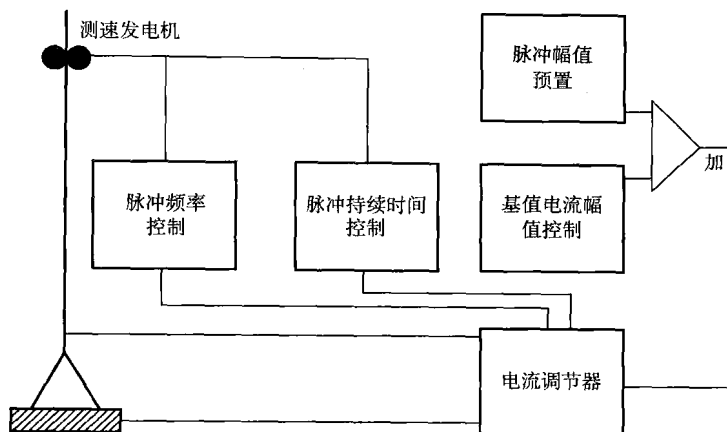 测速发电机
脉冲幅值
预置
加
脉冲频率
控制
脉冲持续时间
控制
基值电流幅
值控制
电流调节器